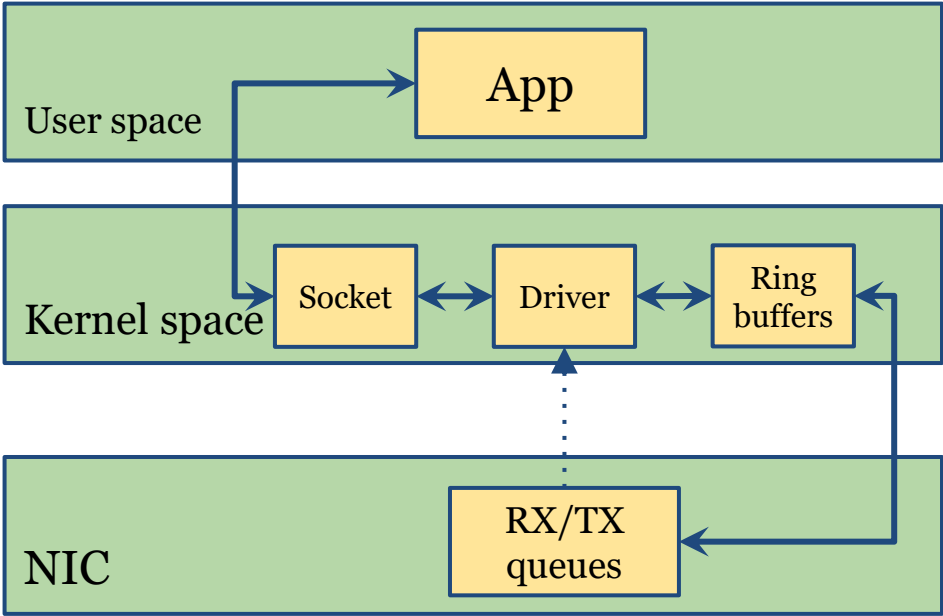 App
User space
Socket
Driver
Ring
buffers
Kernel space
RX/TX
queues
NIC